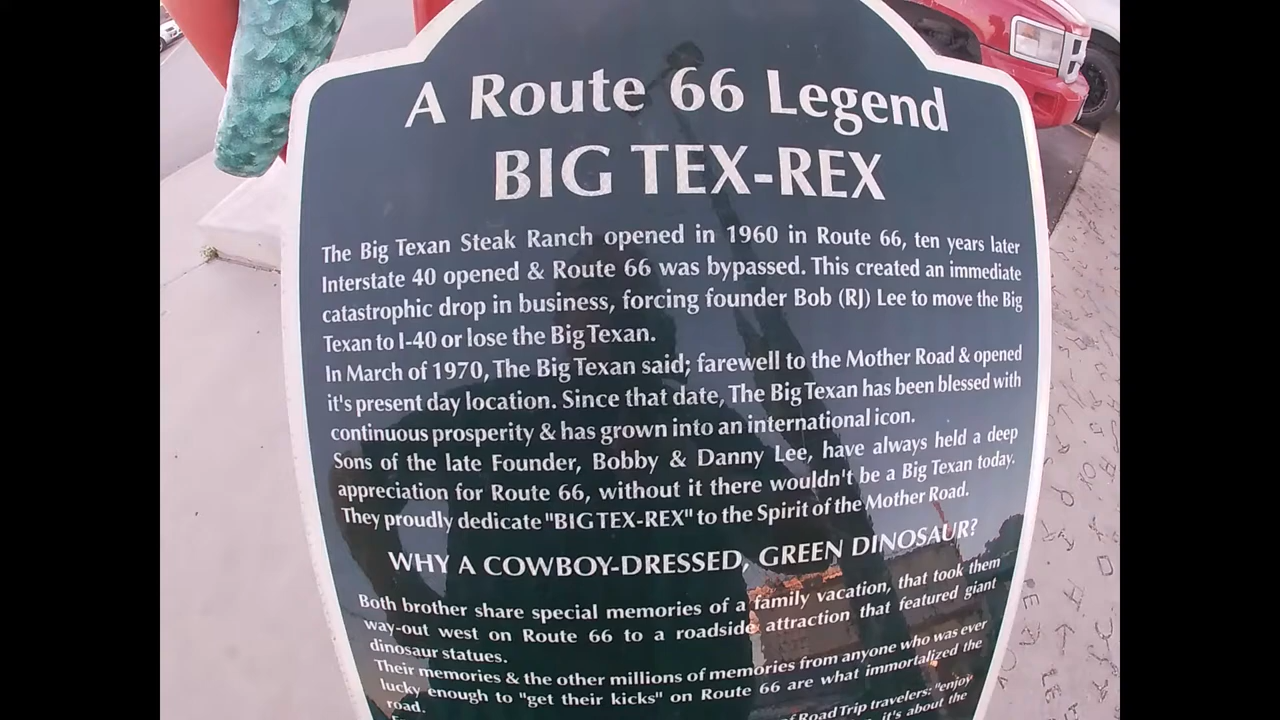 A Route 66 Legend
BIG TEX-REX
The Big Texan Steak Ranch opened in 1960 in Route 66, ten years later
Interstate 40 opened & Route 66 was bypassed. This created an immediate
catastrophic drop in business, forcing founder Bob (RJ) Lee to move the Big
Texan to I-40 or lose the Big Texan.
In March of 1970, The Big Texan said; farewell to the Mother Road & opened
it's present day location. Since that date, The Big Texan has been blessed with
continuous prosperity & has grown into an international icon.
Sons of the late Founder, Bobby & Danny Lee, have always held a deep
appreciation for Route 66, without it there wouldn't be a Big Texan today.
They proudly dedicate "BIG TEX-REX" to the Spirit of the Mother Road.
WHY A COWBOY-DRESSED, GREEN DINOSAUR?
Both brother share special memories of a family vacation, that took them
way-out west on Route 66 to a roadside attraction that featured giant
dinosaur statues.
Their memories & the other millions of memories from anyone who was ever
lucky enough to "get their kicks" on Route 66 are what immortalized the
road.
of Road Trip travelers: "enjoy
it's about the